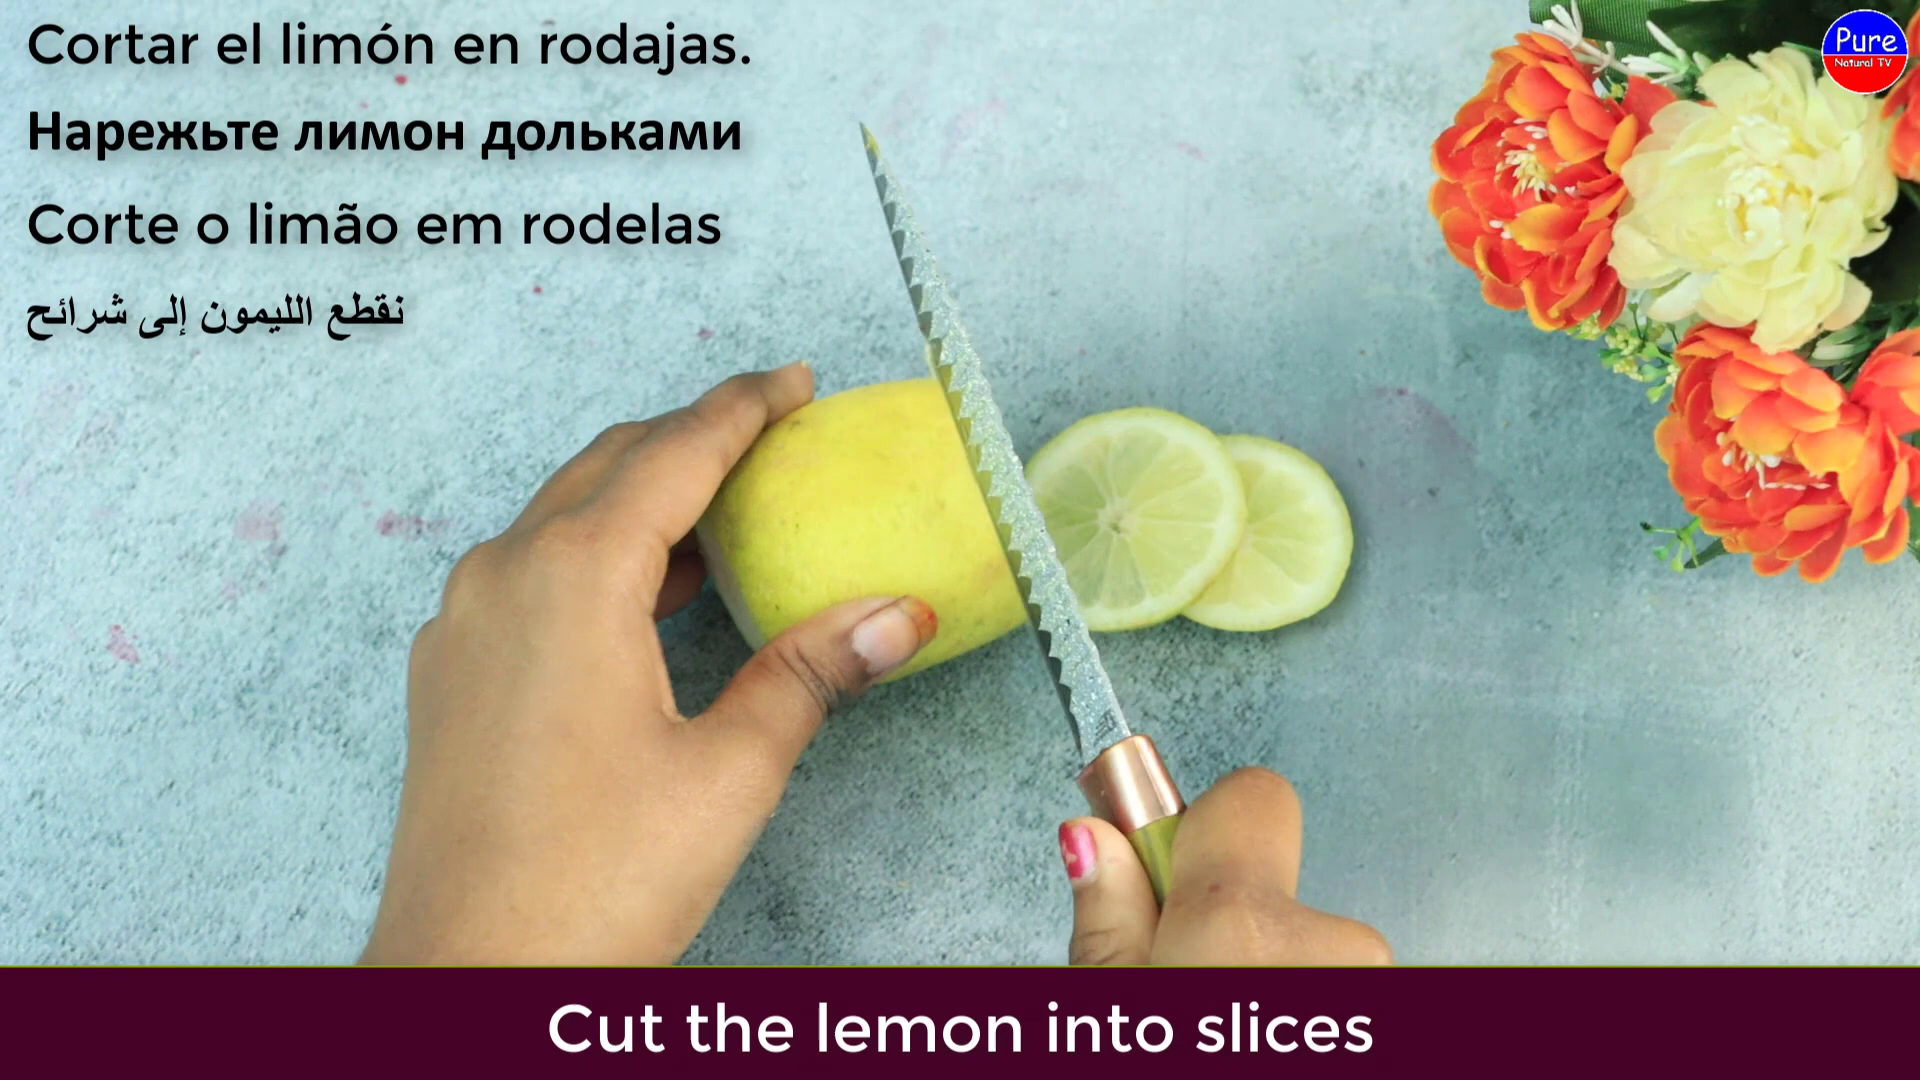 Cortar el limón en rodajas.
Нарежьте лимон дольками
Corte o limão em rodelas
نقطع الليمون إلى شرائح
Pure
Natural TV
Cut the lemon into slices